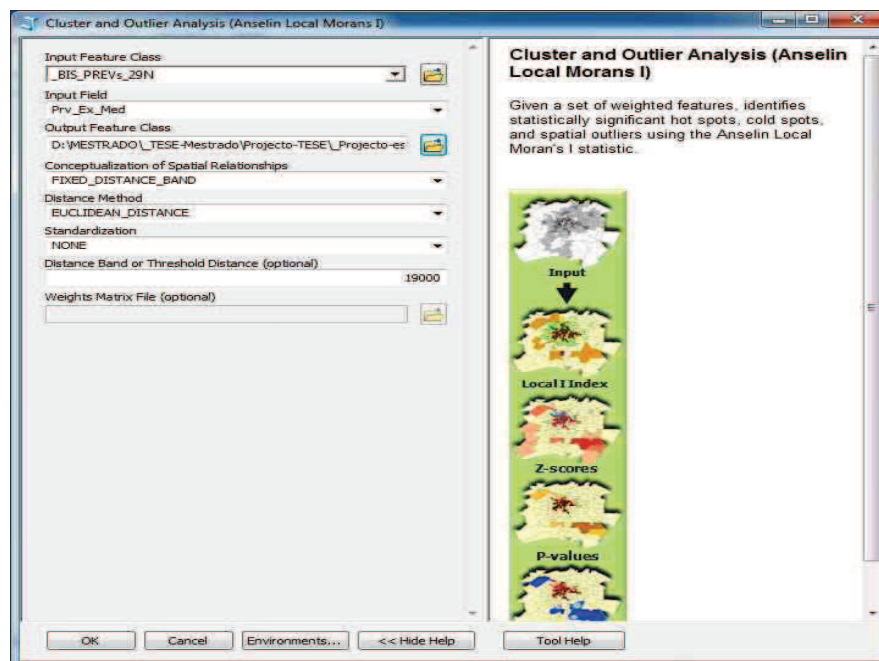 Cluster and Outlier Analysis (Anselin Local Morans I)
Input Feature Class
_BIS_PREVs_29N
Input Field
Prv_Ex_Med
Output Feature Class
D:\MESTRADO\_TESE-Mestrado\Projecto-TESE\_Projecto-es
Conceptualization of Spatial Relationships
FIXED_DISTANCE_BAND
Distance Method
EUCLIDEAN_DISTANCE
Standardization
NONE
Distance Band or Threshold Distance (optional)
19000
Weights Matrix File (optional)
Cluster and Outlier Analysis (Anselin
Local Morans I)
Given a set of weighted features, identifies
statistically significant hot spots, cold spots,
and spatial outliers using the Anselin Local
Moran's I statistic.
Input
Local I Index
Z-scores
P-values
OK
Cancel
Environments...
<< Hide Help
Tool Help